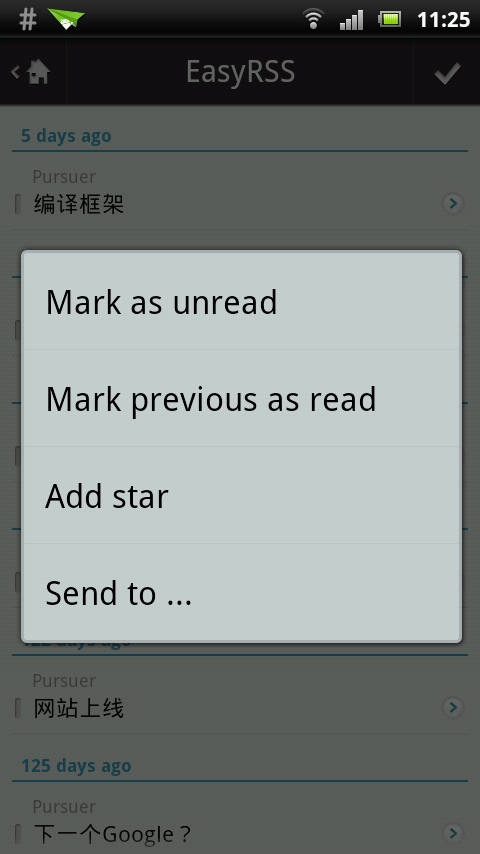 11:25
EasyRSS
5 days ago
Pursuer
编译框架
Mark as unread
Mark previous as read
Add star
Send to ...
Pursuer
网站上线
125 days ago
Pursuer
下一个Google？